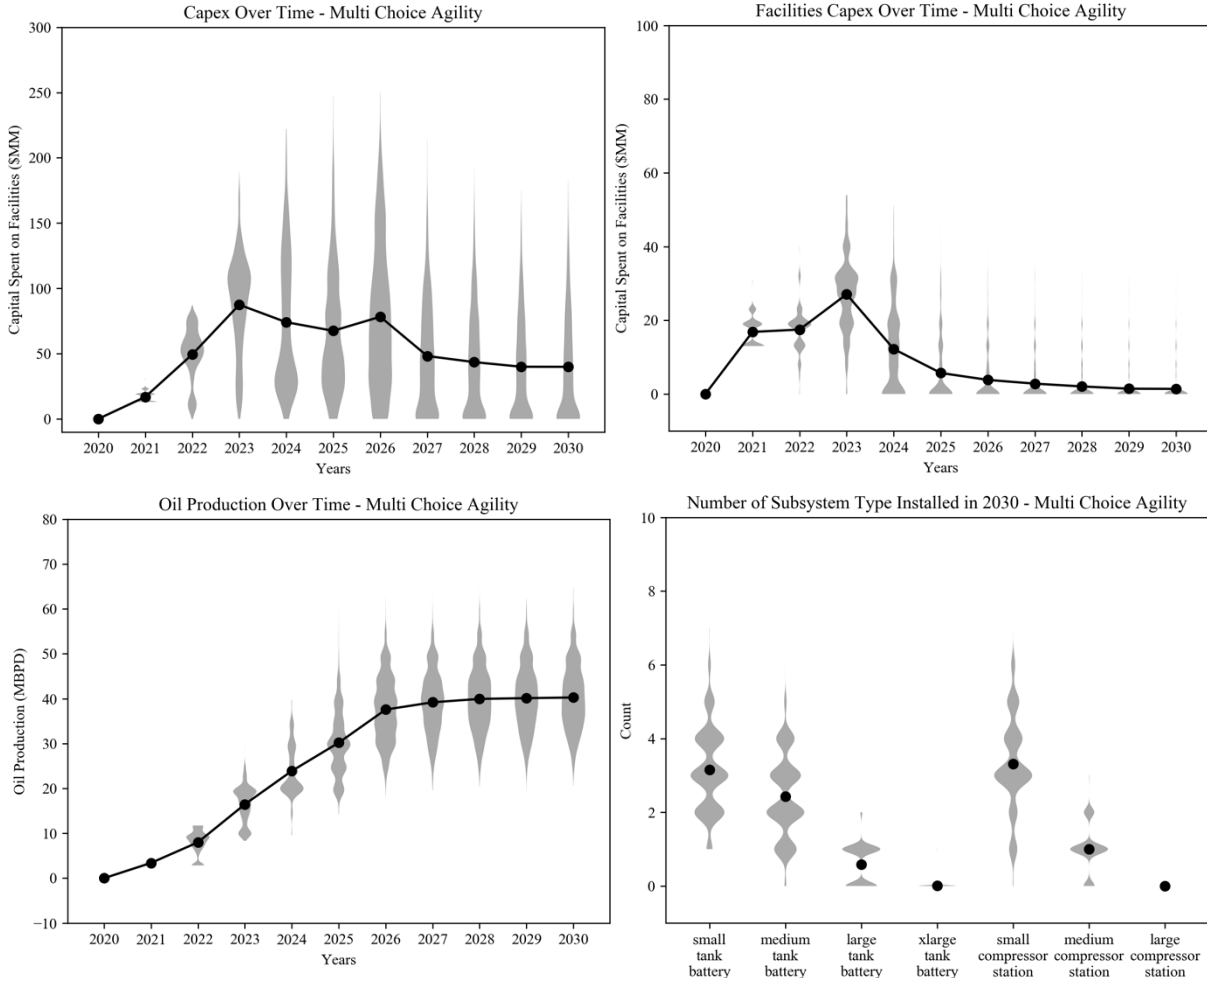 Capex Over Time - Multi Choice Agility
300
250
200
150
100
50
0
Capital Spent on Facilities ($MM)
2020 2021 2022 2023 2024 2025 2026 2027 2028 2029 2030
Years
Facilities Capex Over Time - Multi Choice Agility
100
80
60
40
20
0
Capital Spent on Facilities ($MM)
2020 2021 2022 2023 2024 2025 2026 2027 2028 2029 2030
Years
Oil Production Over Time - Multi Choice Agility
80
70
60
50
40
30
20
10
0
−10
Oil Production (MBPD)
2020 2021 2022 2023 2024 2025 2026 2027 2028 2029 2030
Years
Number of Subsystem Type Installed in 2030 - Multi Choice Agility
10
8
6
4
2
0
Count
small
tank
battery
medium
tank
battery
large
tank
battery
xlarge
tank
battery
small
compressor
station
medium
compressor
station
large
compressor
station